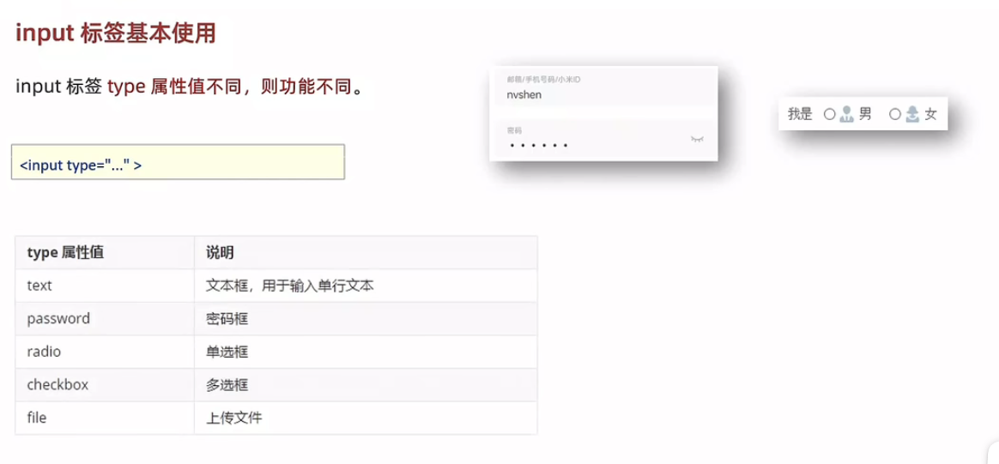 input 标签基本使用
input 标签 type 属性值不同，则功能不同。
<input type="..." >
邮箱/手机号码/小米ID
nvshen
密码
••••••
我是 男 女
type 属性值 说明
text 文本框，用于输入单行文本
password 密码框
radio 单选框
checkbox 多选框
file 上传文件